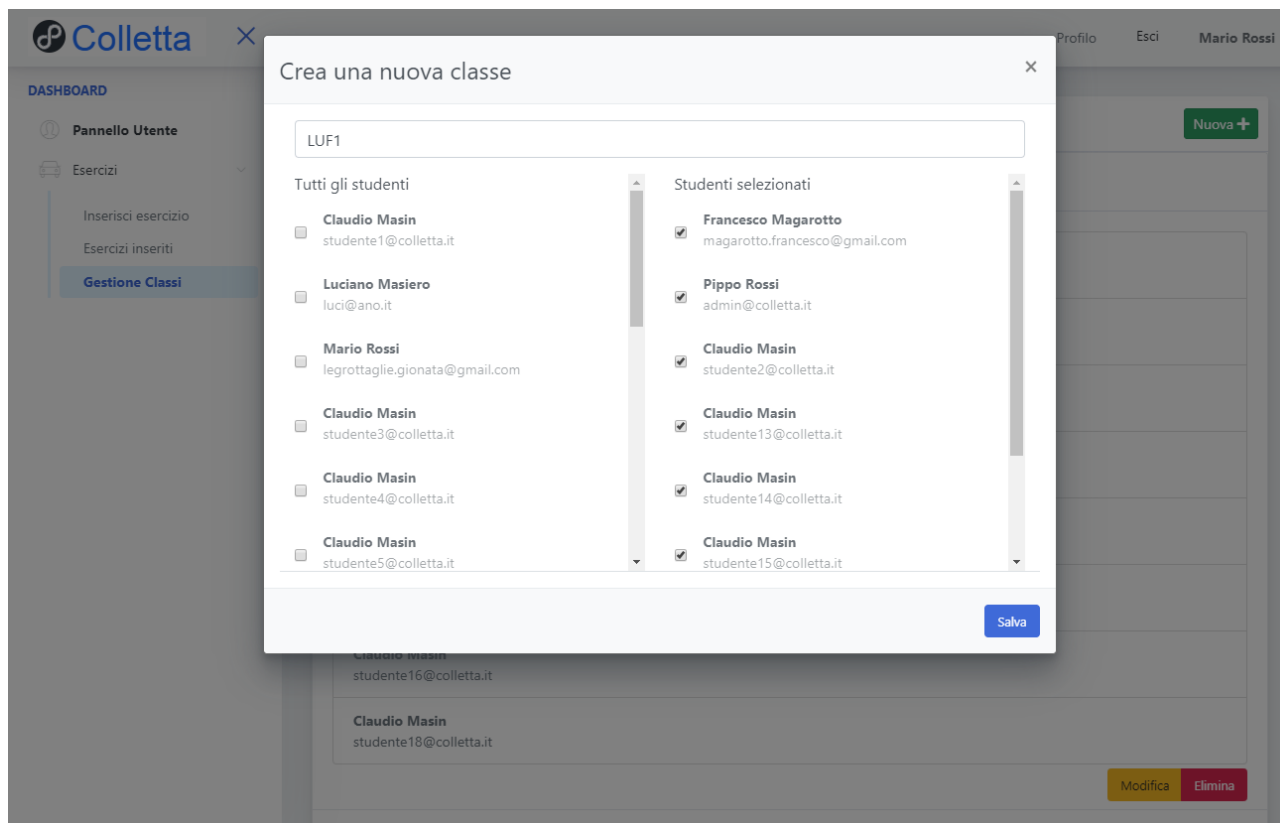 Colletta
Profilo
Esci
Mario Rossi
DASHBOARD
Pannello Utente
Esercizi
Inserisci esercizio
Esercizi inseriti
Gestione Classi
Nuova
Crea una nuova classe
×
LUF1
Tutti gli studenti
Claudio Masin
studente1@colletta.it
Luciano Masiero
luci@ano.it
Mario Rossi
legrottaglie.gionata@gmail.com
Claudio Masin
studente3@colletta.it
Claudio Masin
studente4@colletta.it
Claudio Masin
studente5@colletta.it
Studenti selezionati
Francesco Magarotto
magarotto.francesco@gmail.com
Pippo Rossi
admin@colletta.it
Claudio Masin
studente2@colletta.it
Claudio Masin
studente13@colletta.it
Claudio Masin
studente14@colletta.it
Claudio Masin
studente15@colletta.it
Salva
Claudio Masin
studente16@colletta.it
Claudio Masin
studente18@colletta.it
Modifica
Elimina